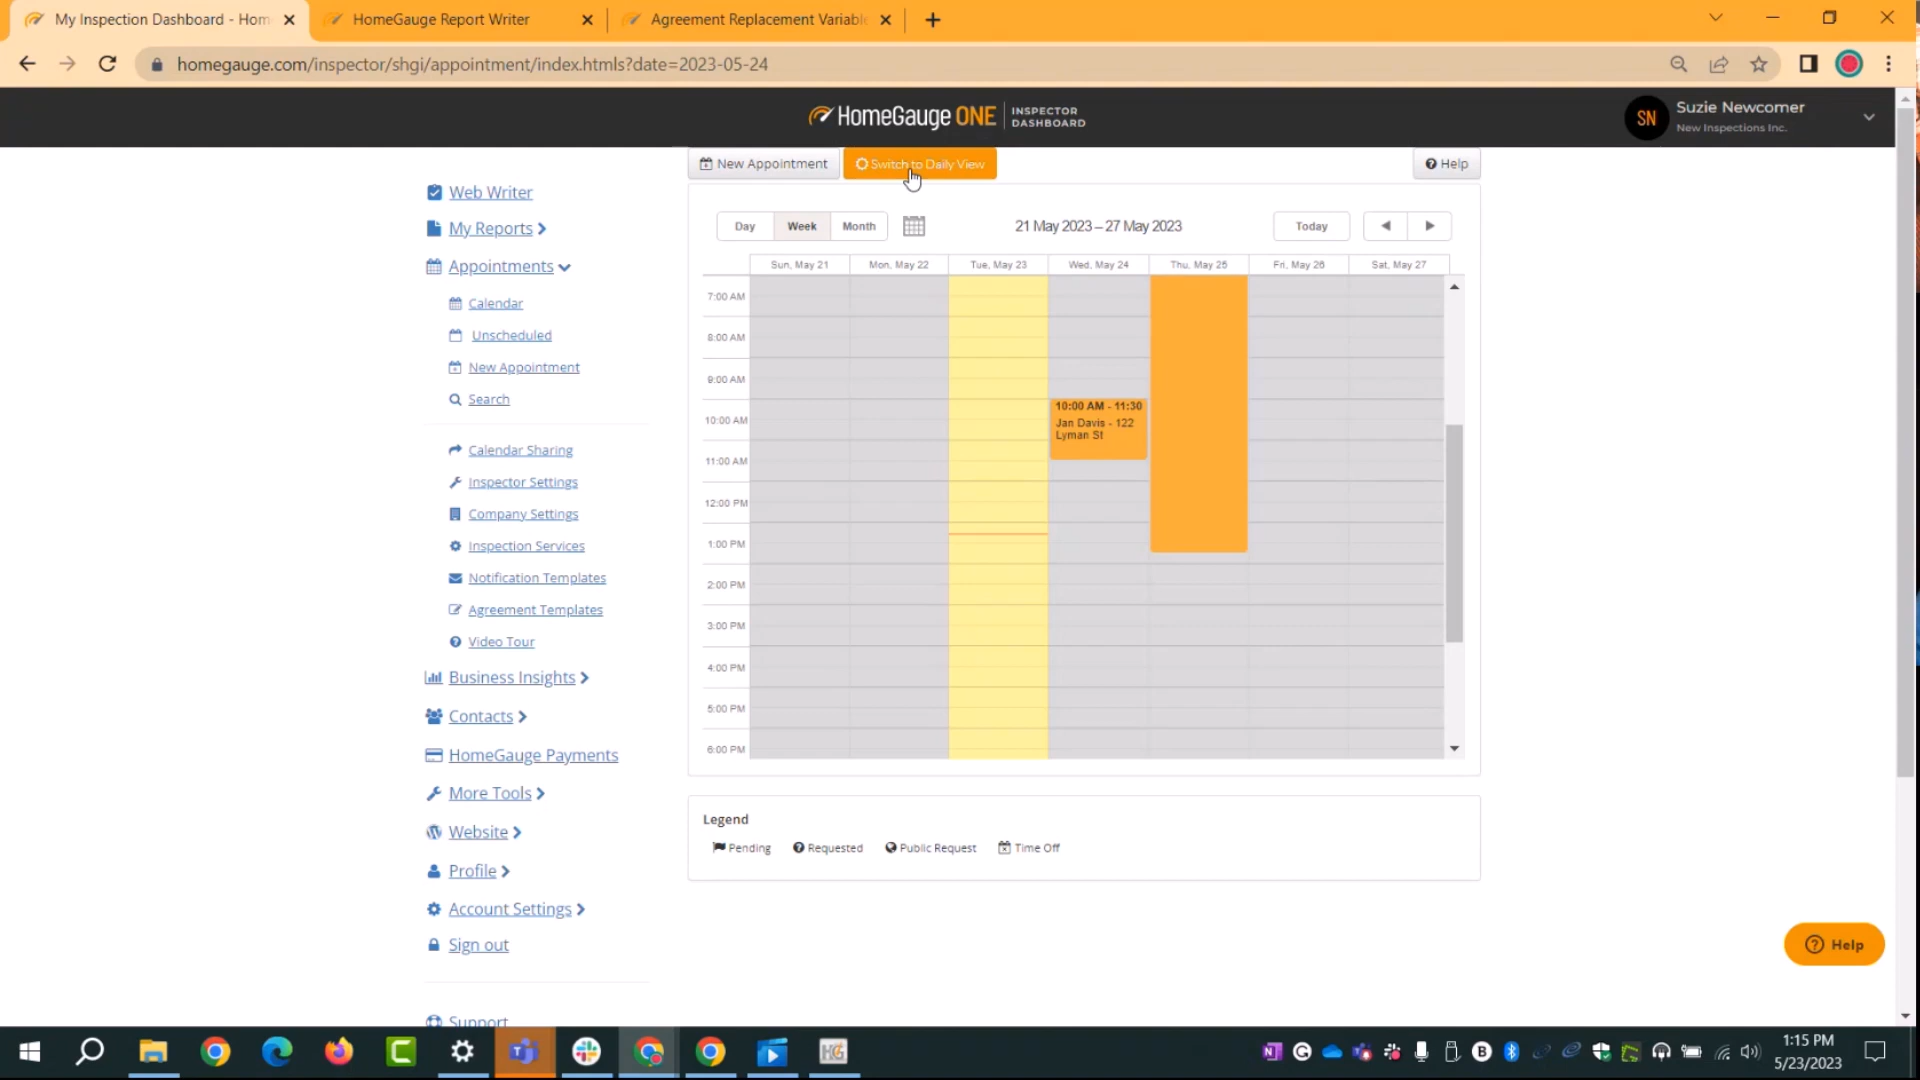 My Inspection Dashboard - Hom
HomeGauge Report Writer
Agreement Replacement Variabl
homegauge.com/inspector/shgi/appointment/index.htmls?date=2023-05-24
HomeGauge ONE
INSPECTOR
DASHBOARD
SN
Suzie Newcomer
New Inspections Inc.
New Appointment
Switch to Daily View
Help
Web Writer
My Reports
Appointments
Calendar
Unscheduled
New Appointment
Search
Calendar Sharing
Inspector Settings
Company Settings
Inspection Services
Notification Templates
Agreement Templates
Video Tour
Business Insights
Contacts
HomeGauge Payments
More Tools
Website
Profile
Account Settings
Sign out
Support
Day Week Month
21 May 2023 – 27 May 2023
Today
Sun, May 21 Mon, May 22 Tue, May 23 Wed, May 24 Thu, May 25 Fri, May 26 Sat, May 27
7:00 AM
8:00 AM
9:00 AM
10:00 AM
11:00 AM
12:00 PM
1:00 PM
2:00 PM
3:00 PM
4:00 PM
5:00 PM
6:00 PM
10:00 AM - 11:30
Jan Davis - 122
Lyman St
Legend
Pending Requested Public Request Time Off
Help
1:15 PM
5/23/2023